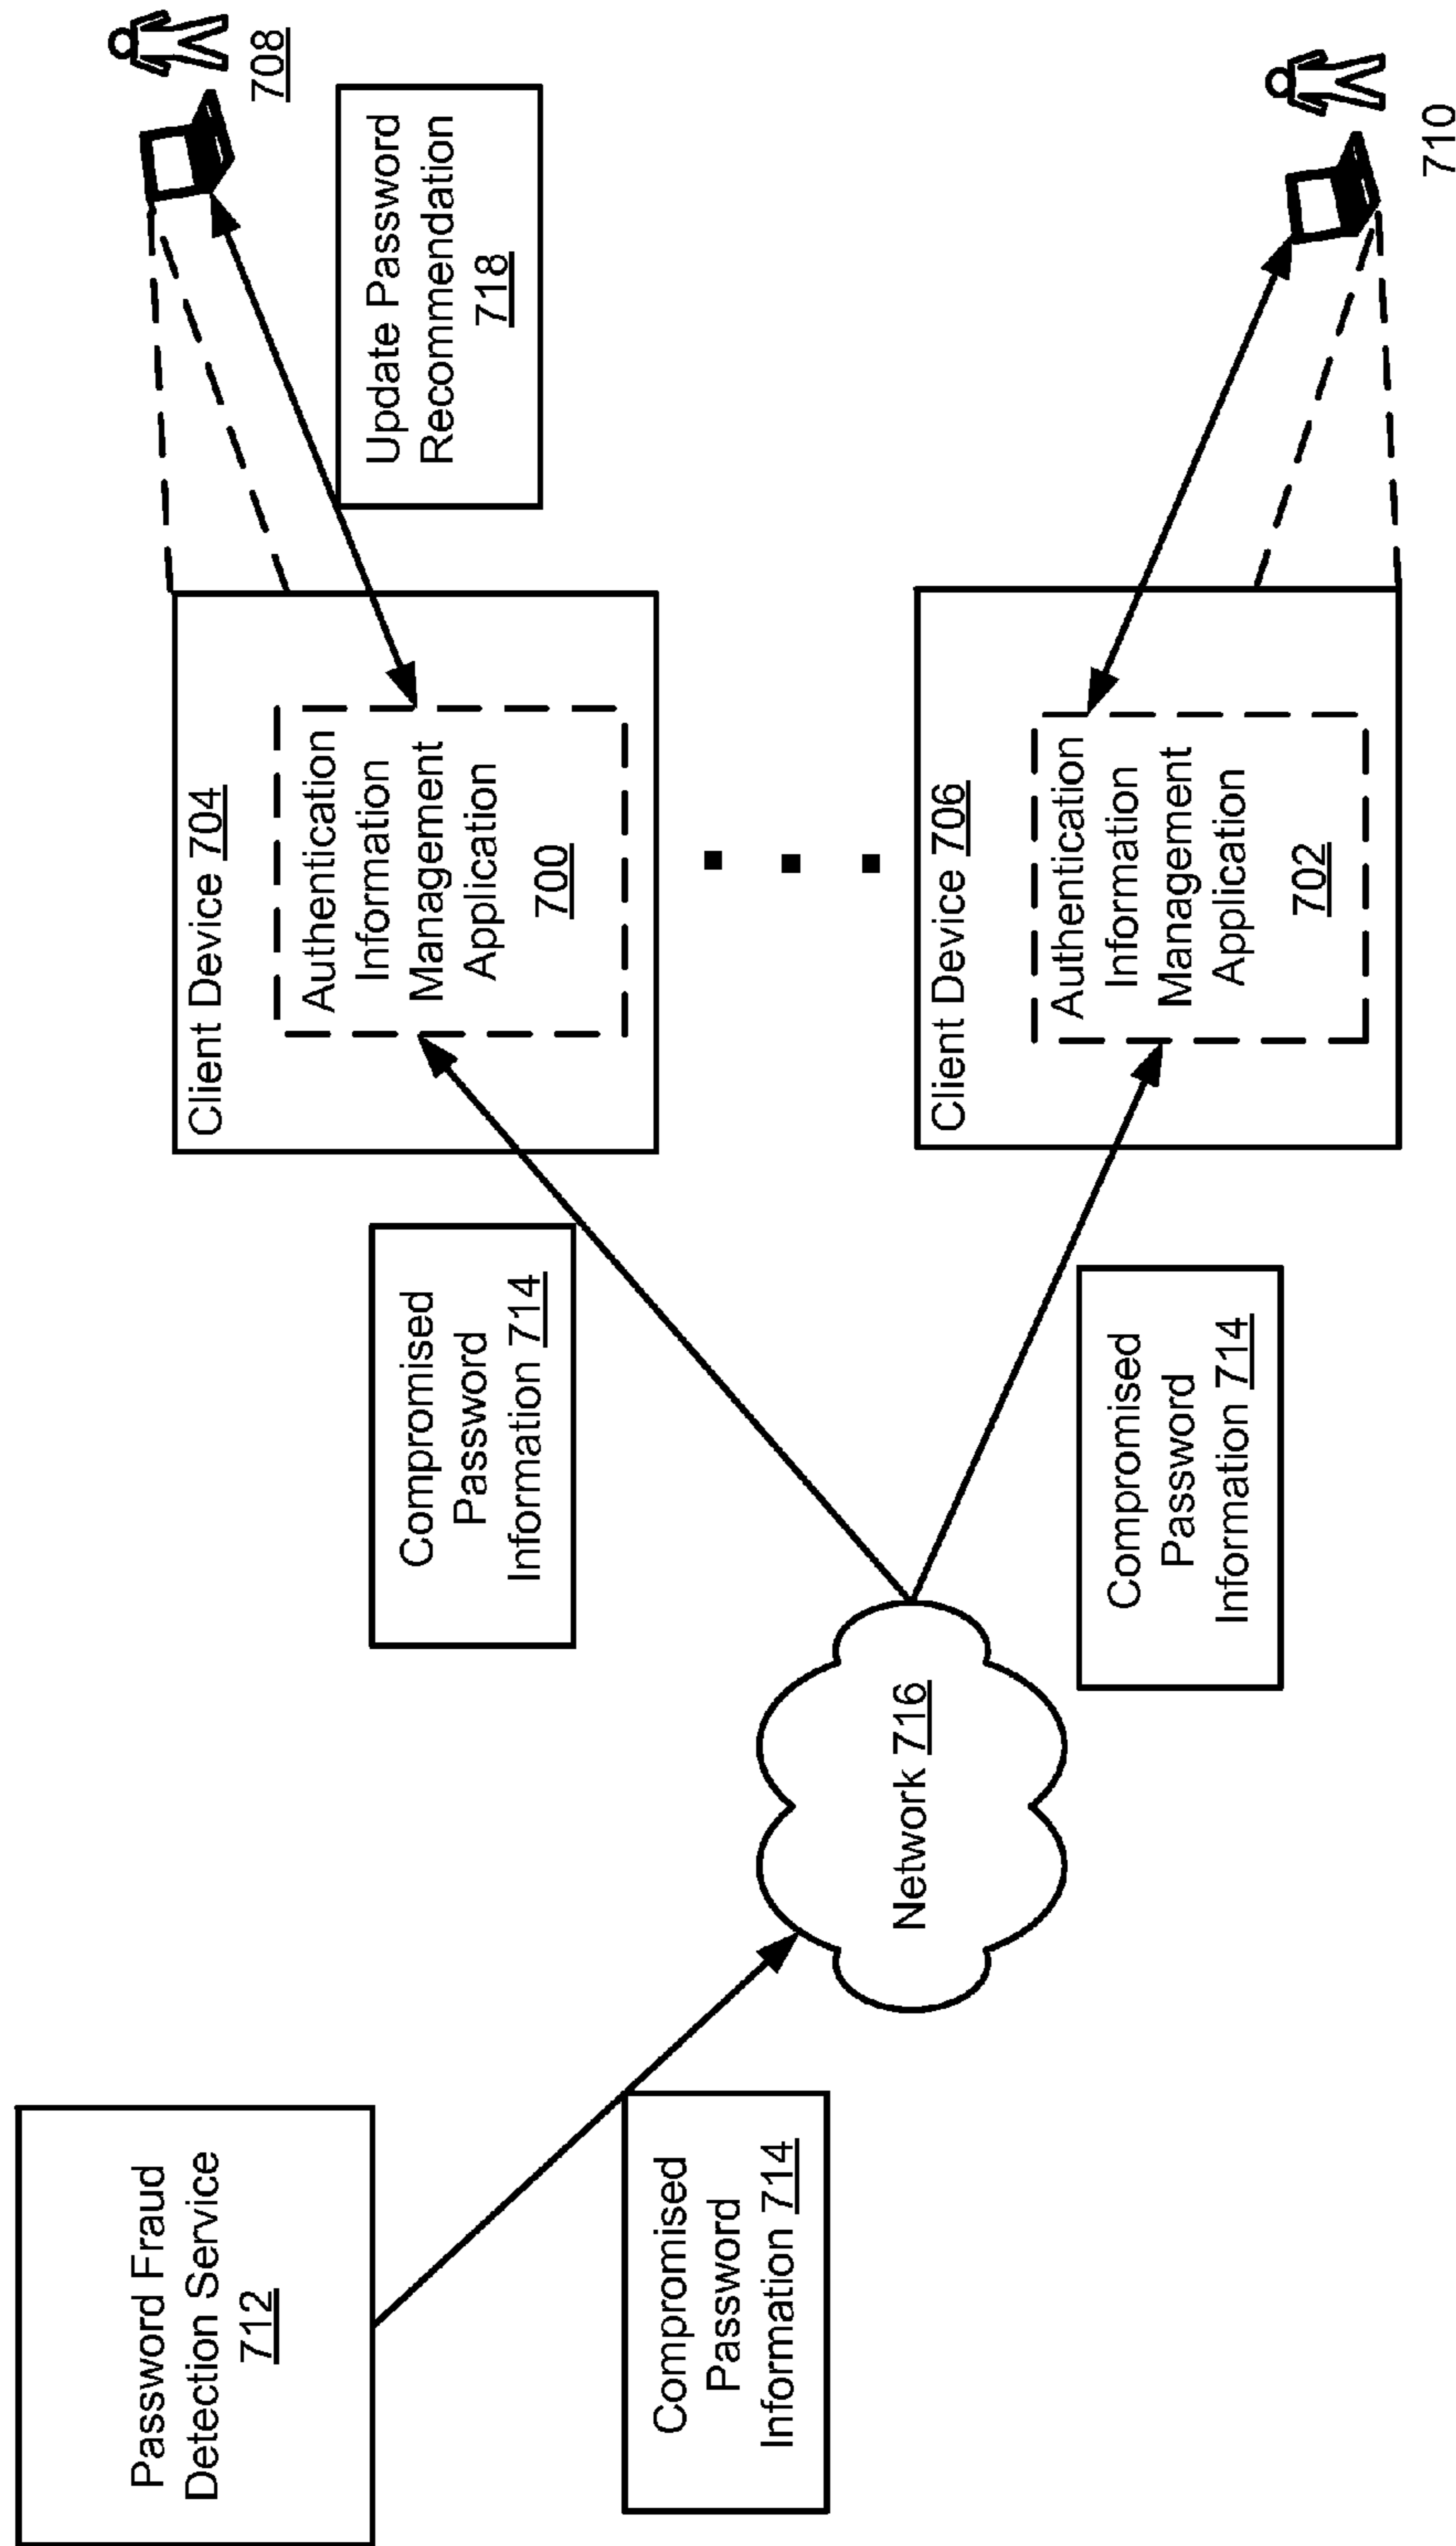 Password Fraud
Detection Service
712
Compromised
Password
Information 714
Network 716
Compromised
Password
Information 714
Compromised
Password
Information 714
Client Device 704
Authentication
Information
Management
Application
700
Client Device 706
Authentication
Information
Management
Application
702
Update Password
Recommendation
718
708
710